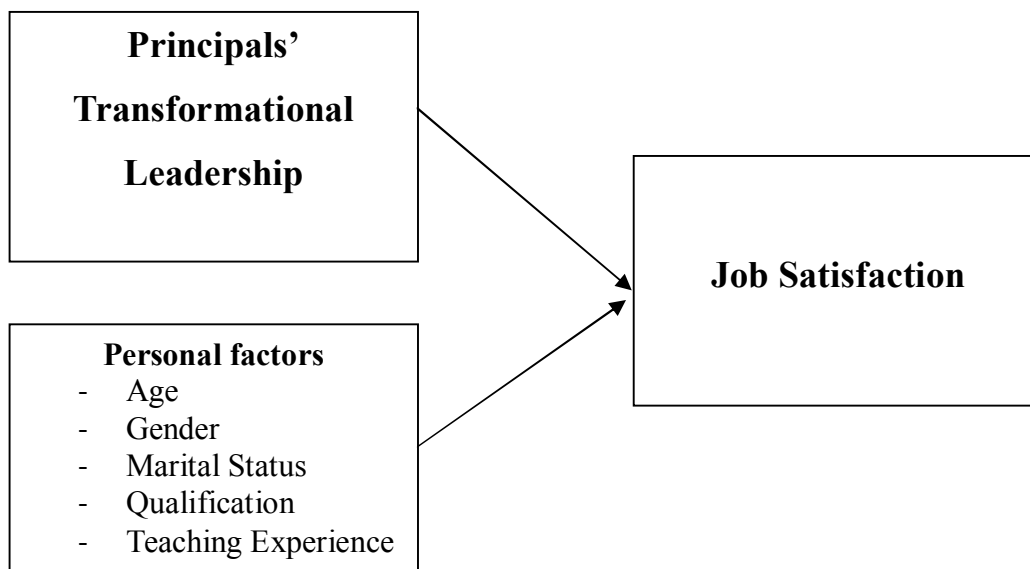 Principals’
Transformational
Leadership
Job Satisfaction
Personal factors
- Age
- Gender
- Marital Status
- Qualification
- Teaching Experience